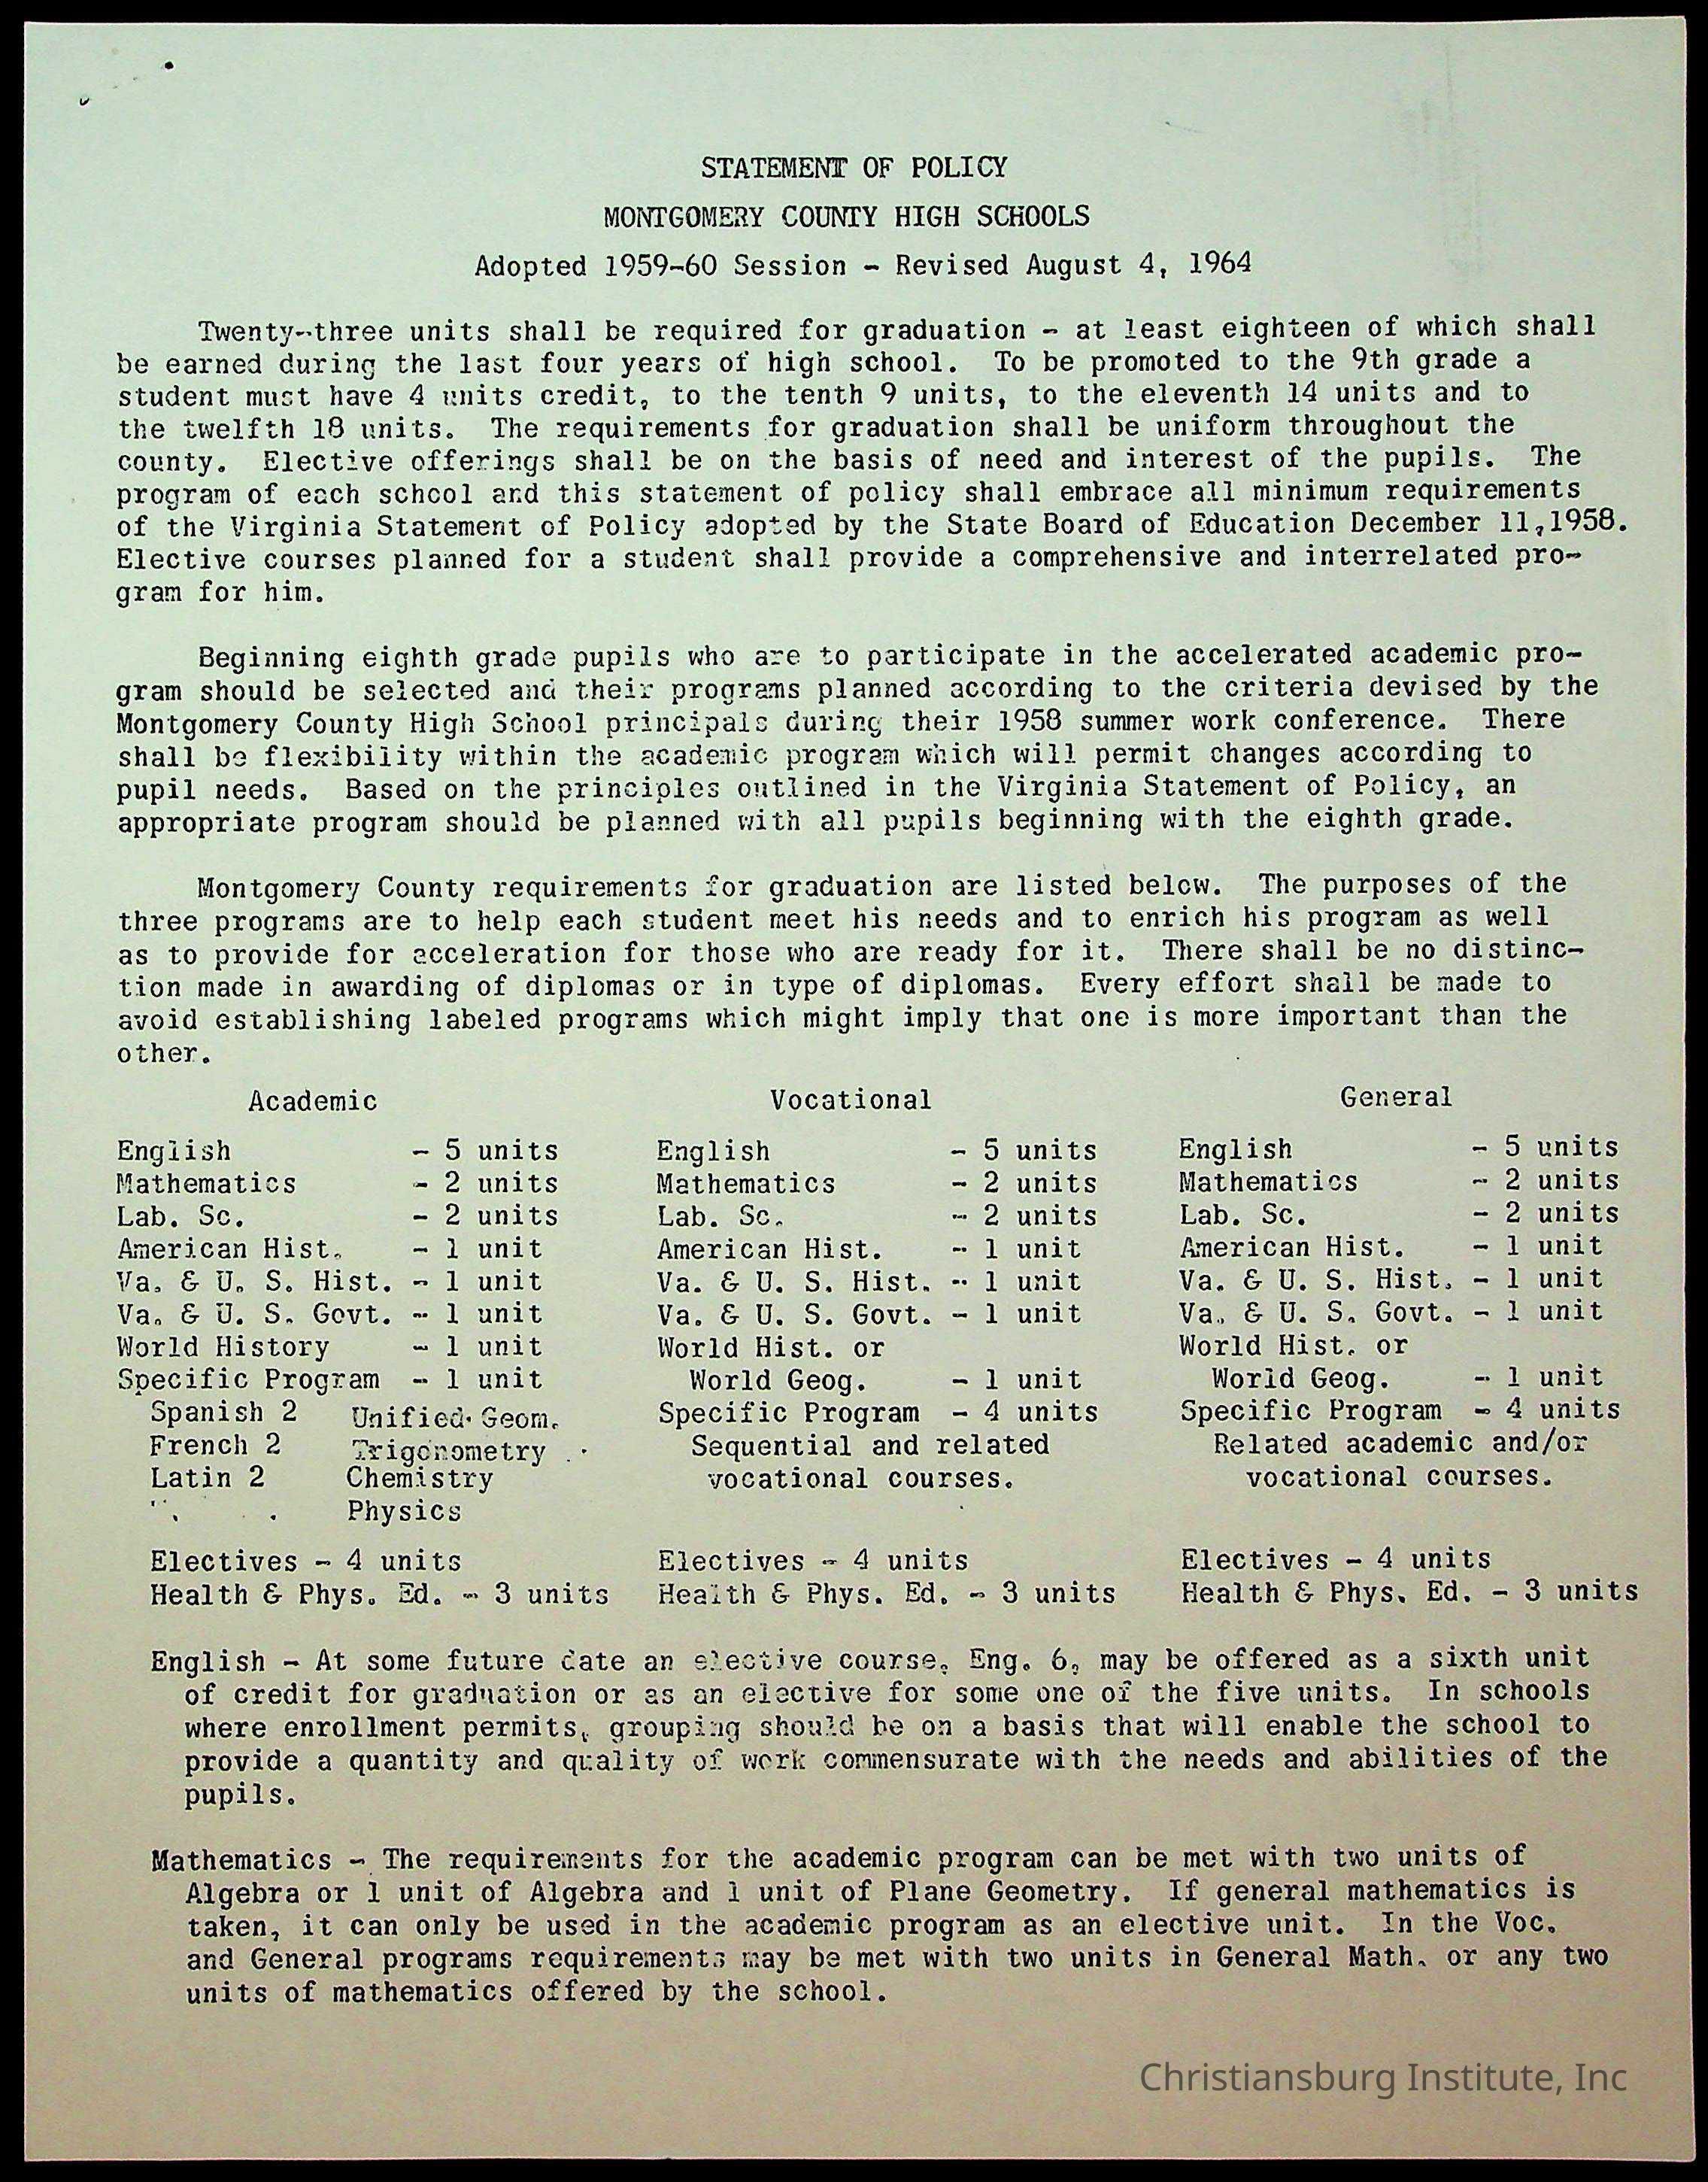 STATEMENT OF POLICY
MONTGOMERY COUNTY HIGH SCHOOLS
Adopted 1959-60 Session - Revised August 4, 1964
Twenty-three units shall be required for graduation - at least eighteen of which shall
be earned during the last four years of high school. To be promoted to the 9th grade a
student must have 4 units credit, to the tenth 9 units, to the eleventh 14 units and to
the twelfth 18 units. The requirements for graduation shall be uniform throughout the
county. Elective offerings shall be on the basis of need and interest of the pupils. The
program of each school and this statement of policy shall embrace all minimum requirements
of the Virginia Statement of Policy adopted by the State Board of Education December 11,1958.
Elective courses planned for a student shall provide a comprehensive and interrelated pro-
gram for him.
Beginning eighth grade pupils who are to participate in the accelerated academic pro-
gram should be selected and their programs planned according to the criteria devised by the
Montgomery County High School principals during their 1958 summer work conference. There
shall be flexibility within the academic program which will permit changes according to
pupil needs. Based on the principles outlined in the Virginia Statement of Policy, an
appropriate program should be planned with all pupils beginning with the eighth grade.
Montgomery County requirements for graduation are listed below. The purposes of the
three programs are to help each student meet his needs and to enrich his program as well
as to provide for acceleration for those who are ready for it. There shall be no distinc-
tion made in awarding of diplomas or in type of diplomas. Every effort shall be made to
avoid establishing labeled programs which might imply that one is more important than the
other.
Academic
English - 5 units
Mathematics - 2 units
Lab. Sc. - 2 units
American Hist. - 1 unit
Va. & U. S. Hist. - 1 unit
Va. & U. S. Govt. - 1 unit
World History - 1 unit
Specific Program - 1 unit
Spanish 2 Unified Geom.
French 2 Trigonometry
Latin 2 Chemistry
Physics
Electives - 4 units
Health & Phys. Ed. - 3 units
Vocational
English - 5 units
Mathematics - 2 units
Lab. Sc. - 2 units
American Hist. - 1 unit
Va. & U. S. Hist. - 1 unit
Va. & U. S. Govt. - 1 unit
World Hist. or
World Geog. - 1 unit
Specific Program - 4 units
Sequential and related
vocational courses.
Electives - 4 units
Health & Phys. Ed. - 3 units
General
English - 5 units
Mathematics - 2 units
Lab. Sc. - 2 units
American Hist. - 1 unit
Va. & U. S. Hist. - 1 unit
Va. & U. S. Govt. - 1 unit
World Hist. or
World Geog. - 1 unit
Specific Program - 4 units
Related academic and/or
vocational courses.
Electives - 4 units
Health & Phys. Ed. - 3 units
English - At some future date an elective course, Eng. 6, may be offered as a sixth unit
of credit for graduation or as an elective for some one of the five units. In schools
where enrollment permits, grouping should be on a basis that will enable the school to
provide a quantity and quality of work commensurate with the needs and abilities of the
pupils.
Mathematics - The requirements for the academic program can be met with two units of
Algebra or 1 unit of Algebra and 1 unit of Plane Geometry. If general mathematics is
taken, it can only be used in the academic program as an elective unit. In the Voc.
and General programs requirements may be met with two units in General Math. or any two
units of mathematics offered by the school.
Christiansburg Institute, Inc